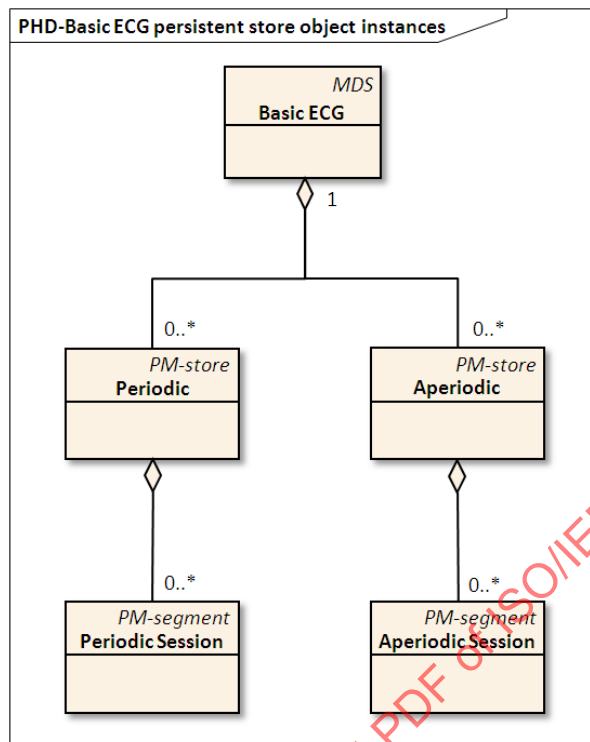 PHD-Basic ECG persistent store object instances
MDS
Basic ECG
1
0..*
0..*
PM-store
Periodic
PM-store
Aperiodic
0..*
0..*
PM-segment
Periodic Session
PM-segment
Aperiodic Session
PDF of ISO/IE